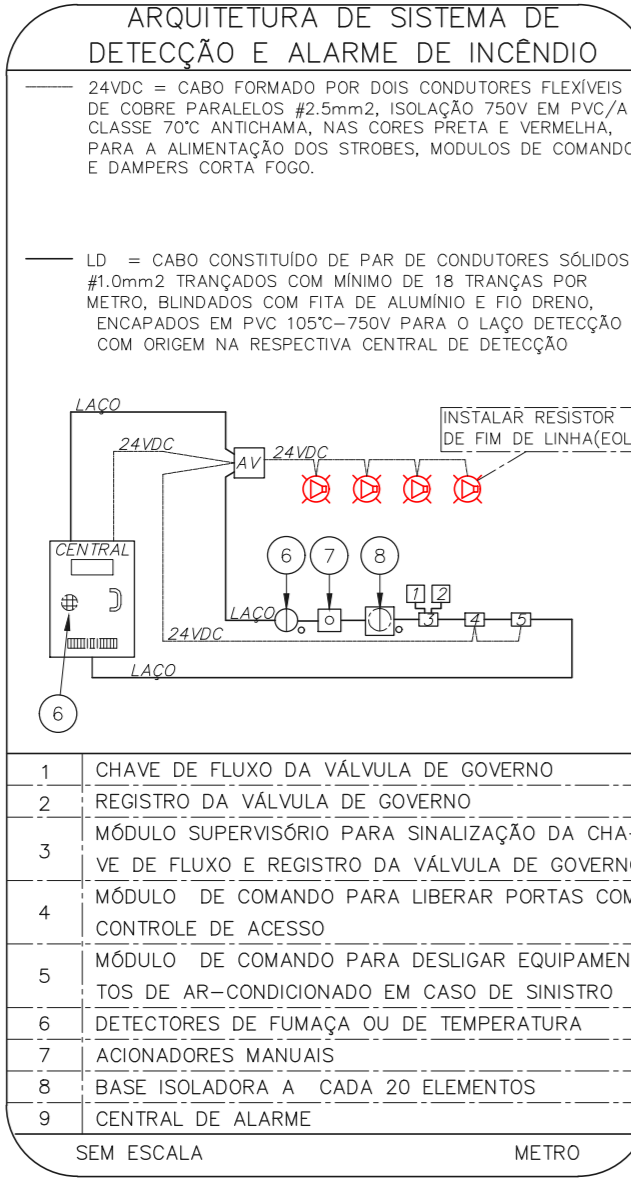 ARQUITETURA DE SISTEMA DE
DETECÇÃO E ALARME DE INCÊNDIO
24VDC = CABO FORMADO POR DOIS CONDUTORES FLEXÍVEIS
DE COBRE PARALELOS #2.5mm2, ISOLAÇÃO 750V EM PVC/A
CLASSE 70°C ANTICHAMA, NAS CORES PRETA E VERMELHA,
PARA A ALIMENTAÇÃO DOS STROBES, MODULOS DE COMANDO
E DAMPERS CORTA FOGO.
LD = CABO CONSTITUÍDO DE PAR DE CONDUTORES SÓLIDOS
#1.0mm2 TRANÇADOS COM MÍNIMO DE 18 TRANÇAS POR
METRO, BLINDADOS COM FITA DE ALUMÍNIO E FIO DRENO,
ENCAPADOS EM PVC 105°C-750V PARA O LAÇO DETECÇÃO
COM ORIGEM NA RESPECTIVA CENTRAL DE DETECÇÃO
LAÇO
INSTALAR RESISTOR
DE FIM DE LINHA(EOL
24VDC
AV
24VDC
CENTRAL
6
7
8
1
2
LAÇO
3
4
5
24VDC
LAÇO
6
1 CHAVE DE FLUXO DA VÁLVULA DE GOVERNO
2 REGISTRO DA VÁLVULA DE GOVERNO
3 MÓDULO SUPERVISÓRIO PARA SINALIZAÇÃO DA CHA-
VE DE FLUXO E REGISTRO DA VÁLVULA DE GOVERNO
4 MÓDULO DE COMANDO PARA LIBERAR PORTAS COM
CONTROLE DE ACESSO
5 MÓDULO DE COMANDO PARA DESLIGAR EQUIPAMEN
TOS DE AR-CONDICIONADO EM CASO DE SINISTRO
6 DETECTORES DE FUMAÇA OU DE TEMPERATURA
7 ACIONADORES MANUAIS
8 BASE ISOLADORA A CADA 20 ELEMENTOS
9 CENTRAL DE ALARME
SEM ESCALA METRO